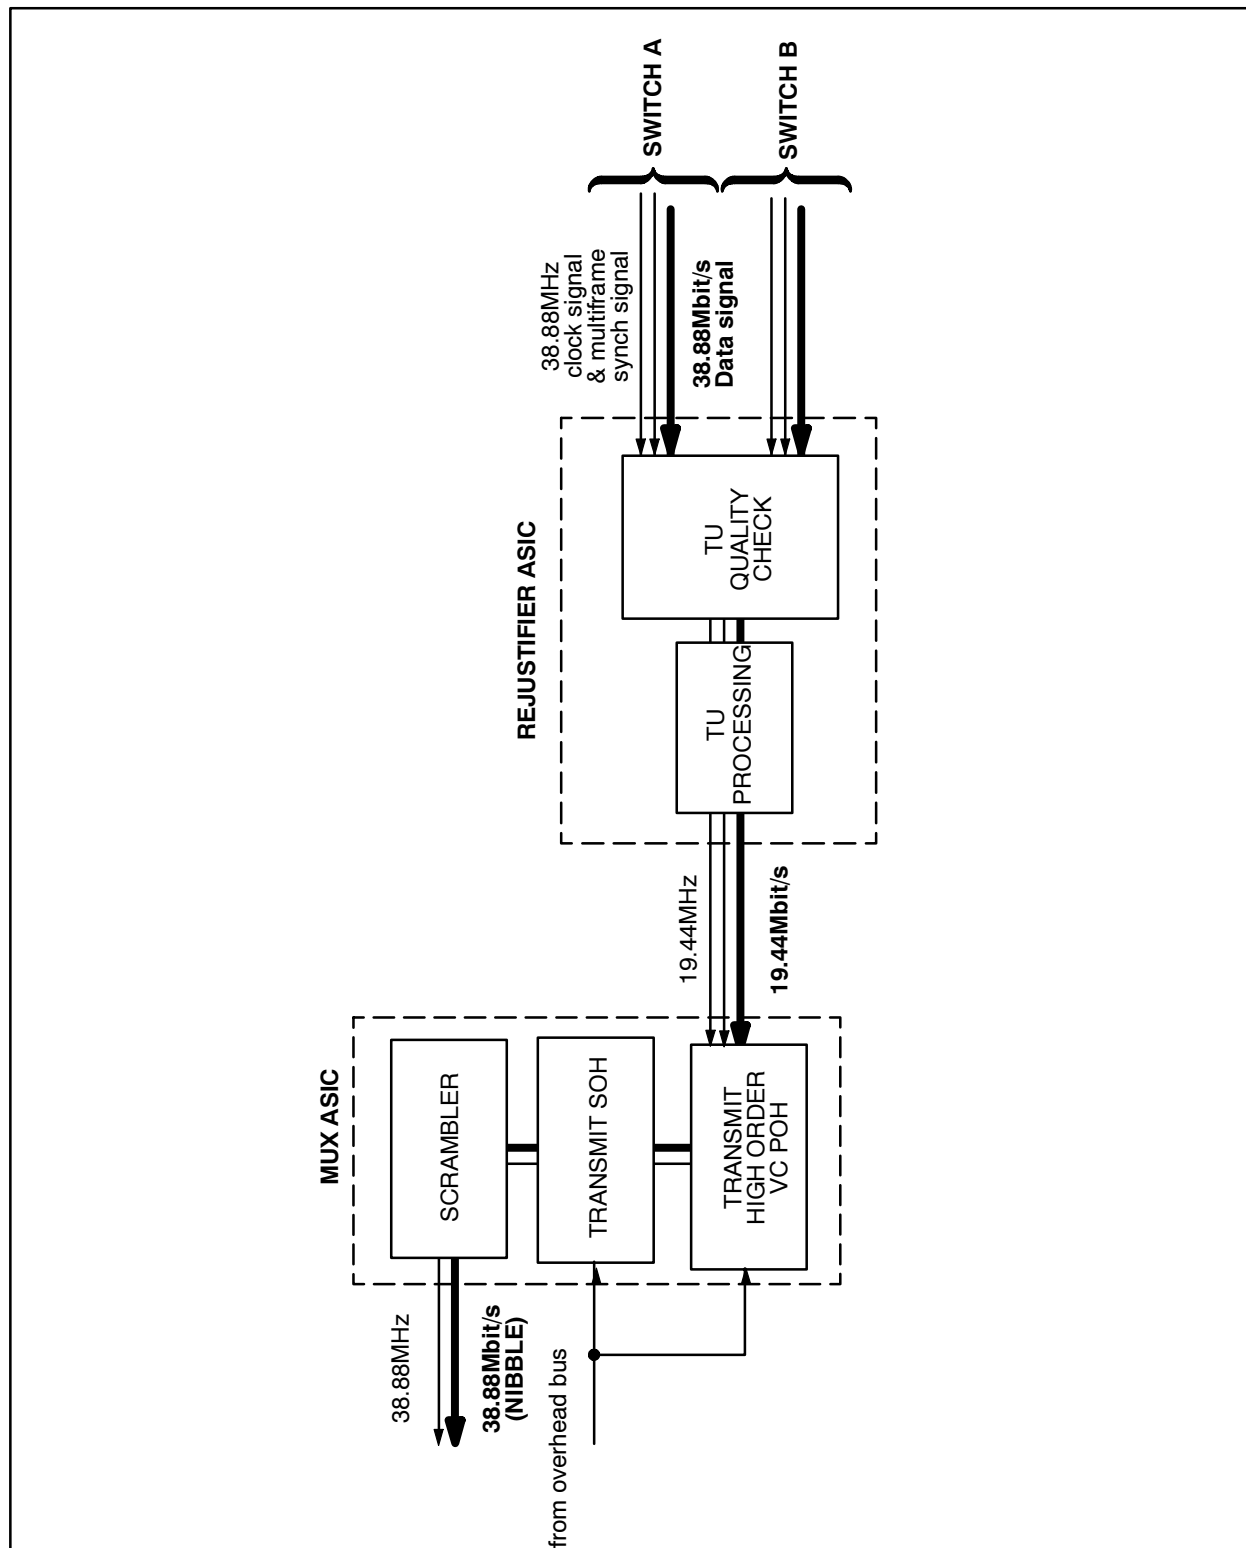 SWITCH A
SWITCH B
38.88MHz
clock signal
& multiframe
synch signal
38.88Mbit/s
Data signal
REJUSTIFIER ASIC
TU
QUALITY
CHECK
TU
PROCESSING
19.44MHz
19.44Mbit/s
MUX ASIC
SCRAMBLER
TRANSMIT SOH
TRANSMIT
HIGH ORDER
VC POH
38.88MHz
38.88Mbit/s
(NIBBLE)
from overhead bus